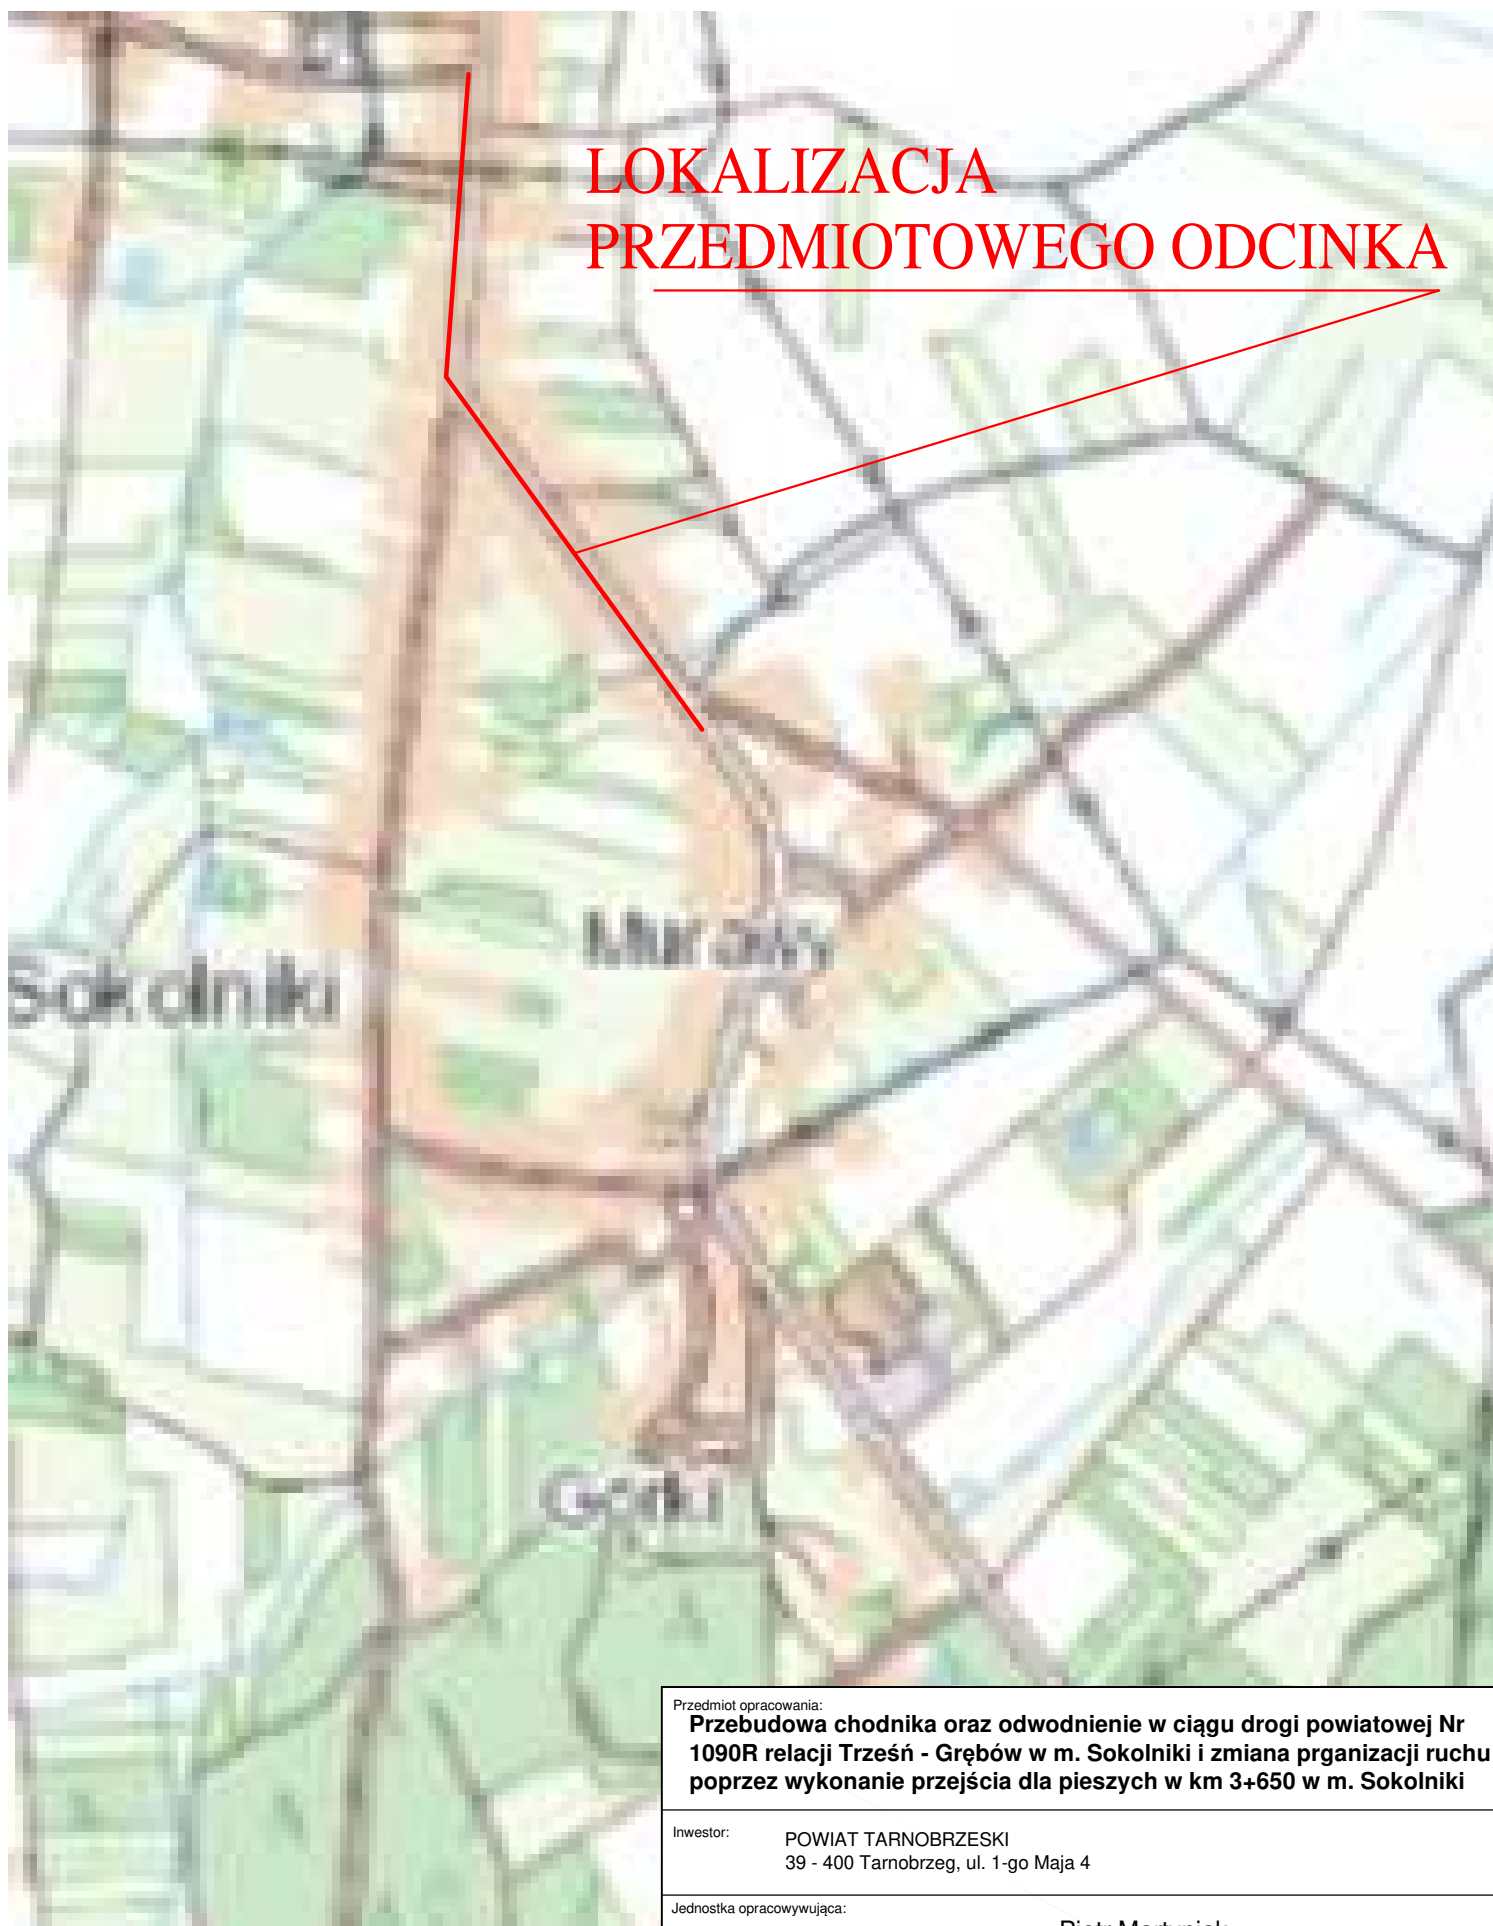 LOKALIZACJA
PRZEDMIOTOWEGO ODCINKA
Murawy
Sokolniki
Górki
Przedmiot opracowania:
Przebudowa chodnika oraz odwodnienie w ciągu drogi powiatowej Nr
1090R relacji Trześń - Grębów w m. Sokolniki i zmiana prganizacji ruchu
poprzez wykonanie przejścia dla pieszych w km 3+650 w m. Sokolniki
Inwestor:
POWIAT TARNOBRZESKI
39 - 400 Tarnobrzeg, ul. 1-go Maja 4
Jednostka opracowywująca: